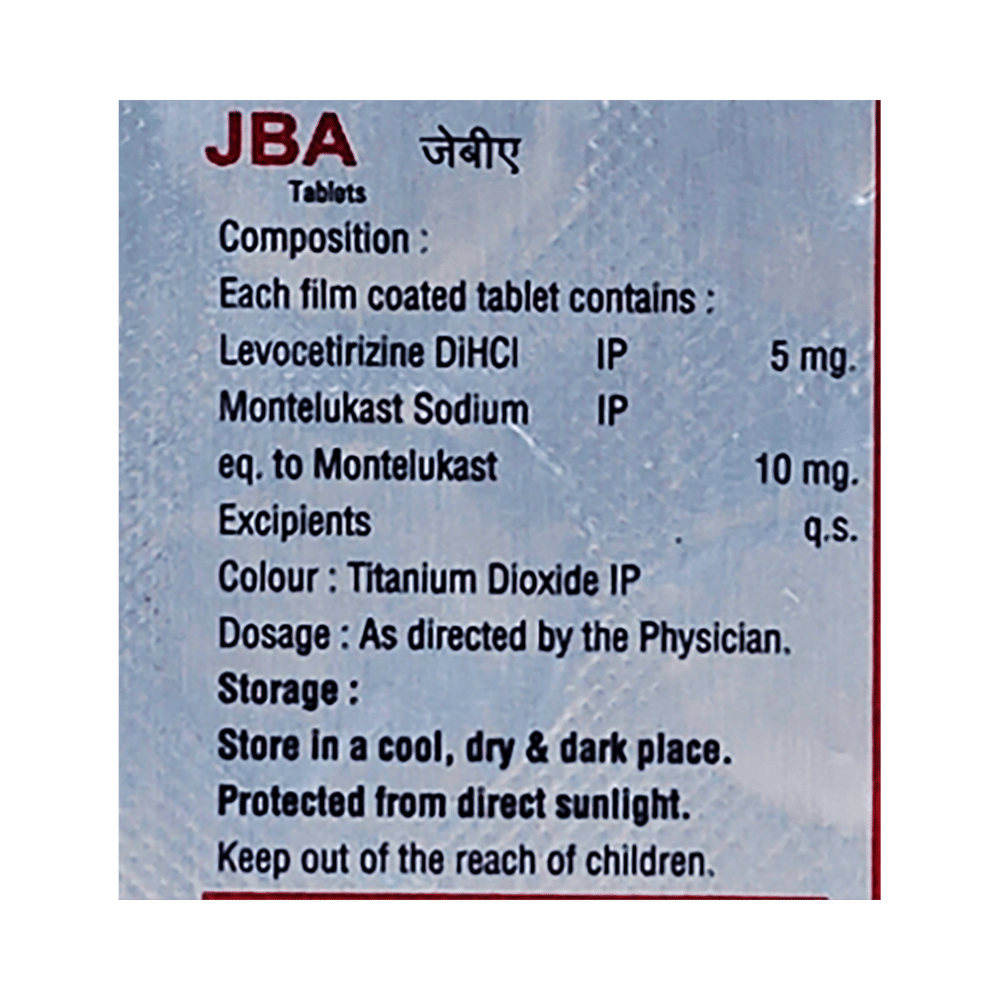 JBA जेबीए
Tablets
Composition :
Each film coated tablet contains :
Levocetirizine DiHCl IP 5 mg.
Montelukast Sodium IP
eq. to Montelukast 10 mg.
Excipients q.s.
Colour : Titanium Dioxide IP
Dosage : As directed by the Physician.
Storage :
Store in a cool, dry & dark place.
Protected from direct sunlight.
Keep out of the reach of children.